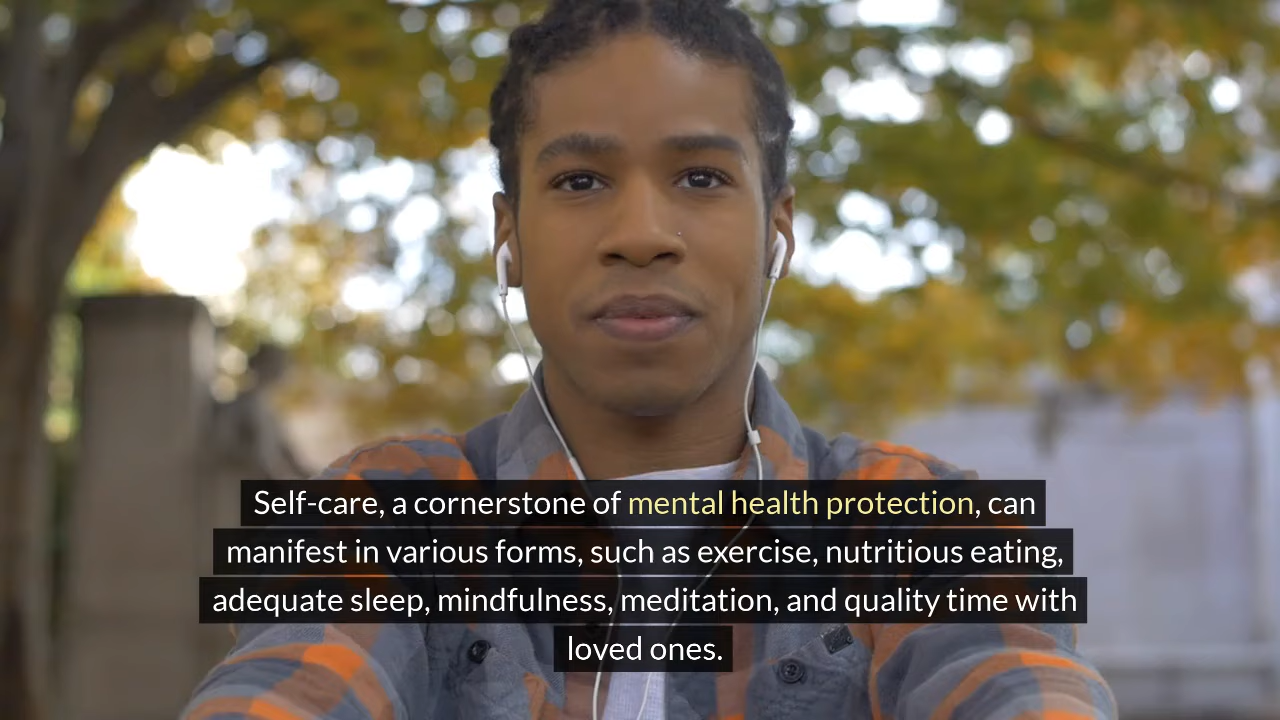 Self-care, a cornerstone of mental health protection, can
manifest in various forms, such as exercise, nutritious eating,
adequate sleep, mindfulness, meditation, and quality time with
loved ones.